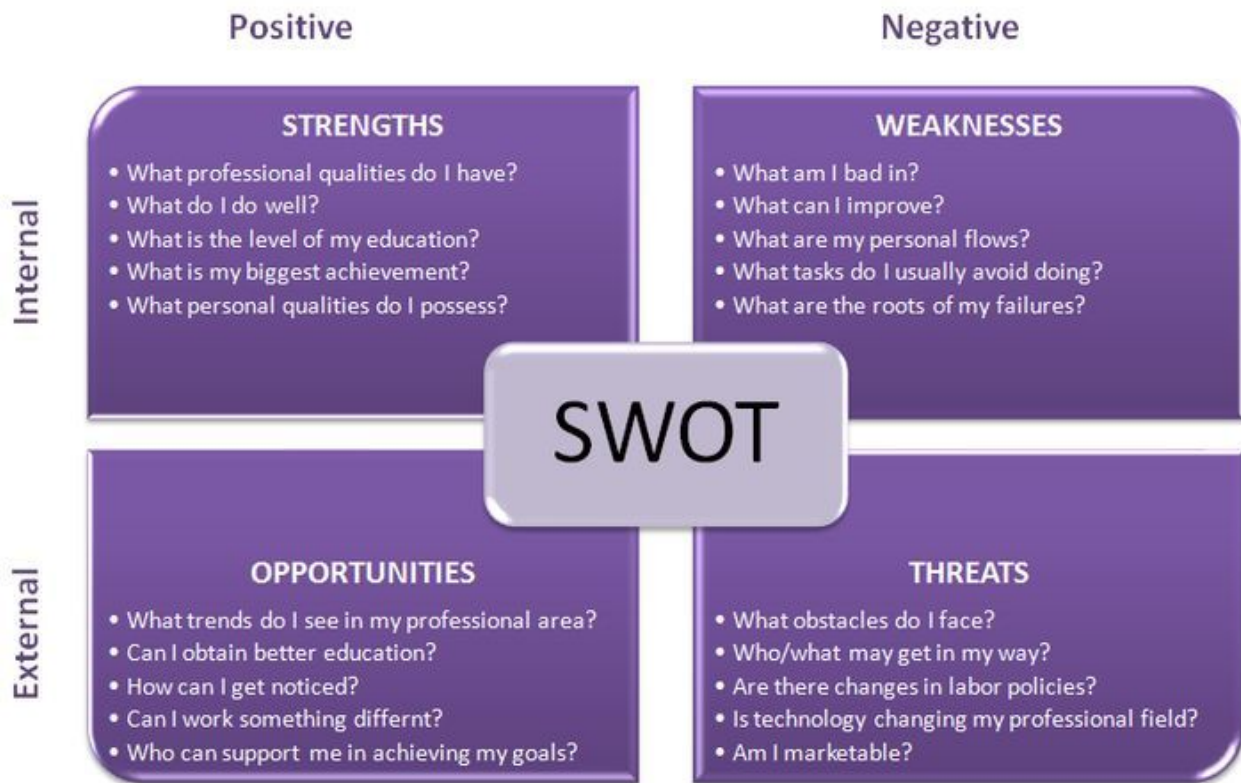 Positive
Negative
Internal
STRENGTHS
• What professional qualities do I have?
• What do I do well?
• What is the level of my education?
• What is my biggest achievement?
• What personal qualities do I possess?
WEAKNESSES
• What am I bad in?
• What can I improve?
• What are my personal flows?
• What tasks do I usually avoid doing?
• What are the roots of my failures?
SWOT
External
OPPORTUNITIES
• What trends do I see in my professional area?
• Can I obtain better education?
• How can I get noticed?
• Can I work something differnt?
• Who can support me in achieving my goals?
THREATS
• What obstacles do I face?
• Who/what may get in my way?
• Are there changes in labor policies?
• Is technology changing my professional field?
• Am I marketable?